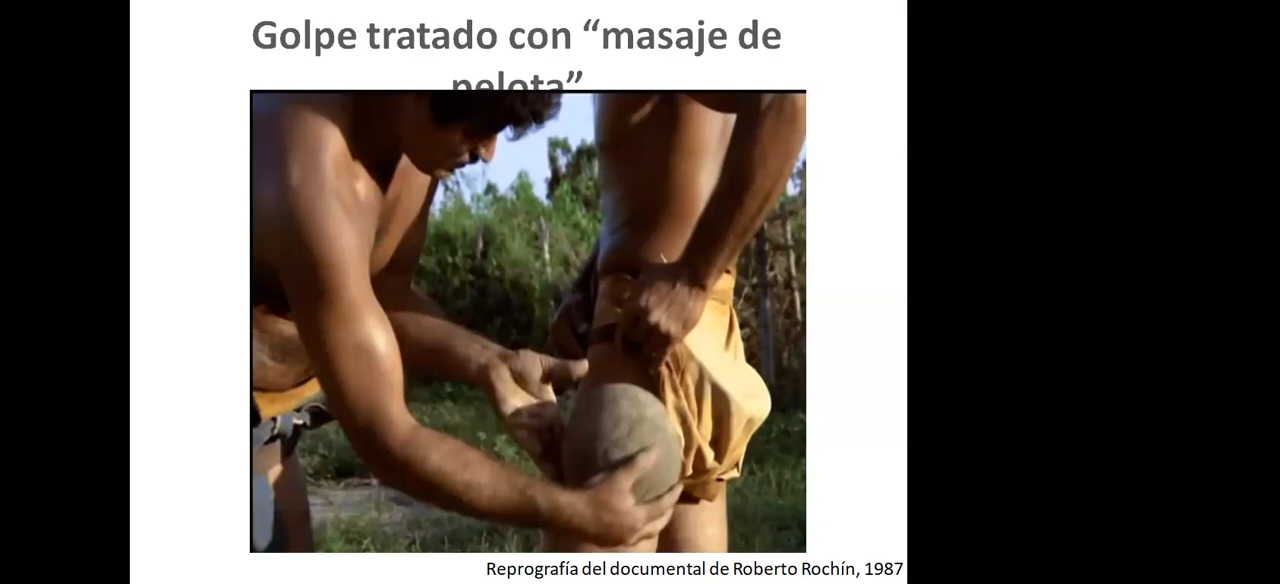 Golpe tratado con “masaje de
pelota”
Reprografía del documental de Roberto Rochín, 1987